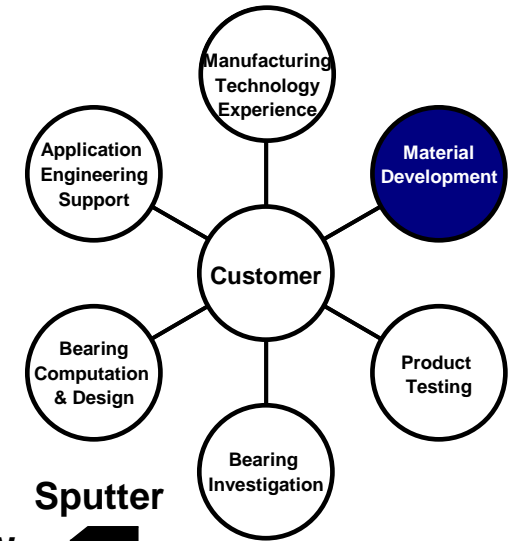 Manufacturing
Technology
Experience
Application
Engineering
Support
Material
Development
Customer
Bearing
Computation
& Design
Product
Testing
Bearing
Investigation
Sputter